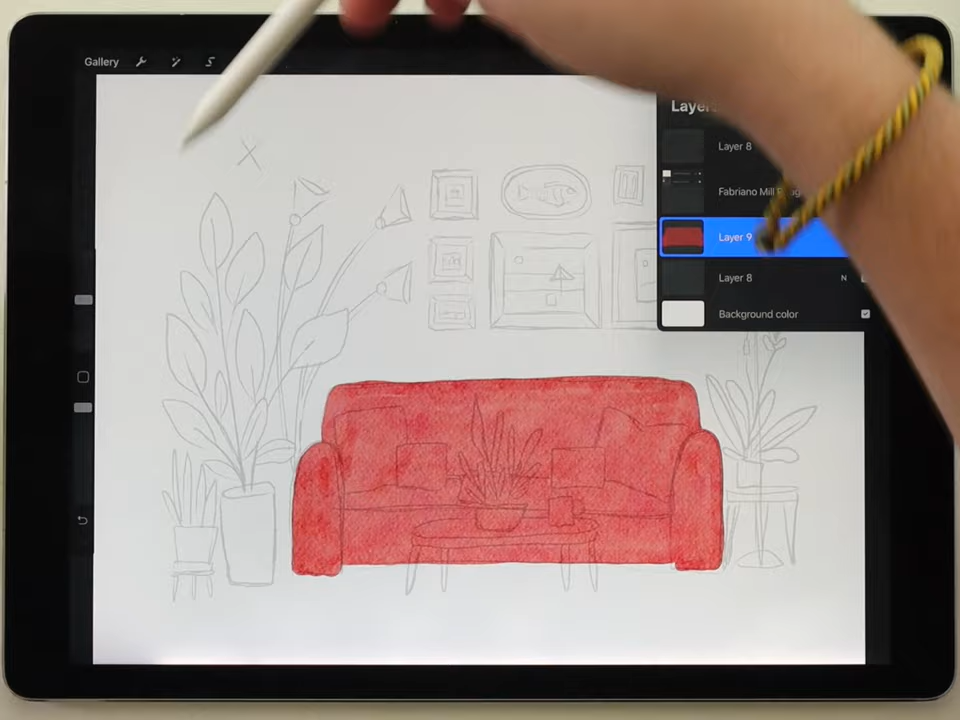 Gallery
Layer 8
Fabriano Mill
Layer 9
Layer 8 N
Background color